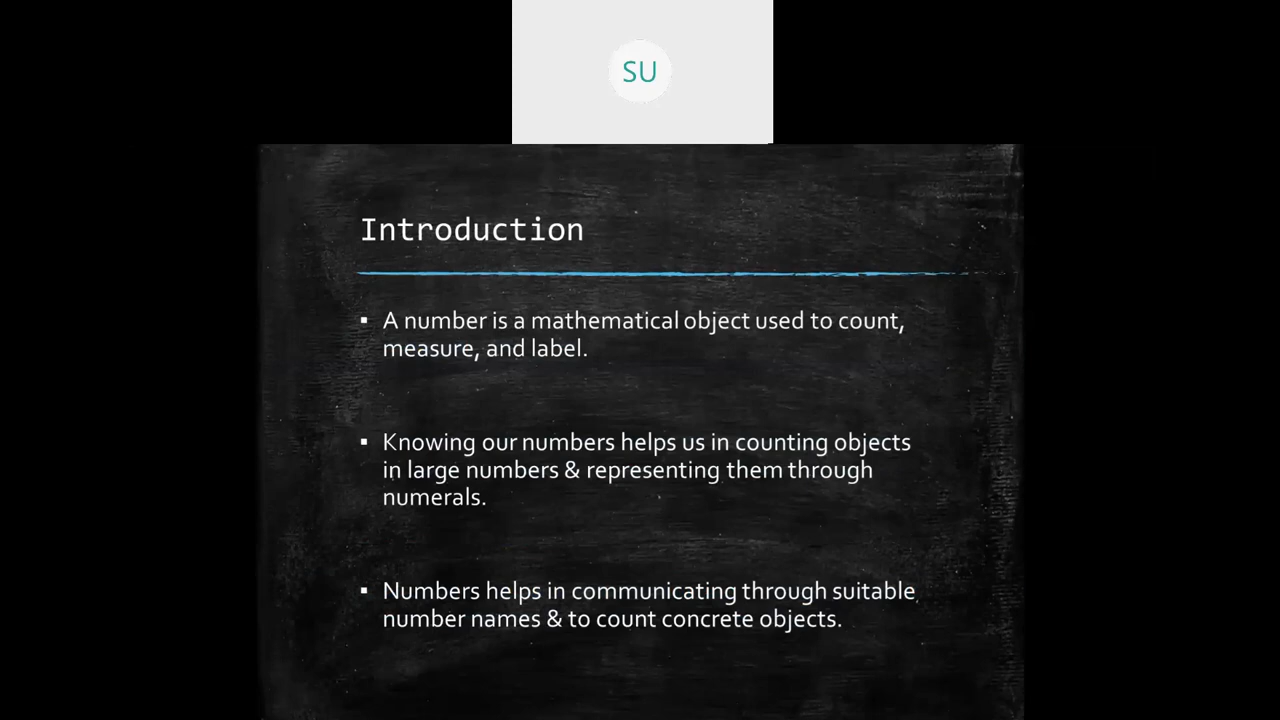 SU
Introduction
▪ A number is a mathematical object used to count,
measure, and label.
▪ Knowing our numbers helps us in counting objects
in large numbers & representing them through
numerals.
▪ Numbers helps in communicating through suitable
number names & to count concrete objects.